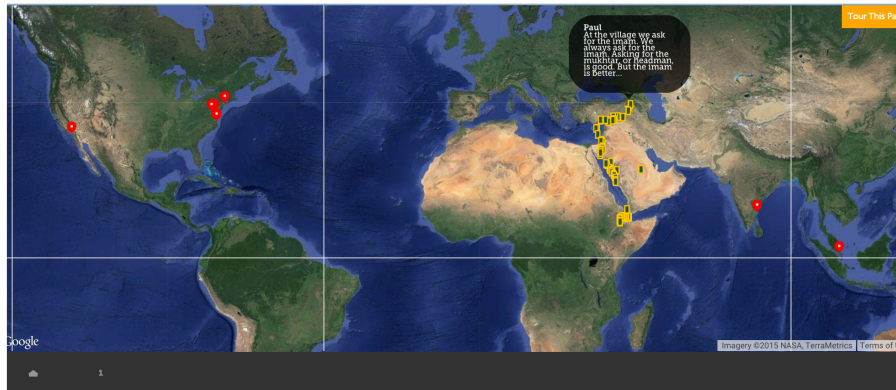 Tour This Pa
Paul
At the village we ask
for the imam. We
always ask for the
imam. Asking for the
mukhtar, or headman,
is good. But the imam
is better...
Google
Imagery ©2015 NASA, TerraMetrics
Terms of U
1